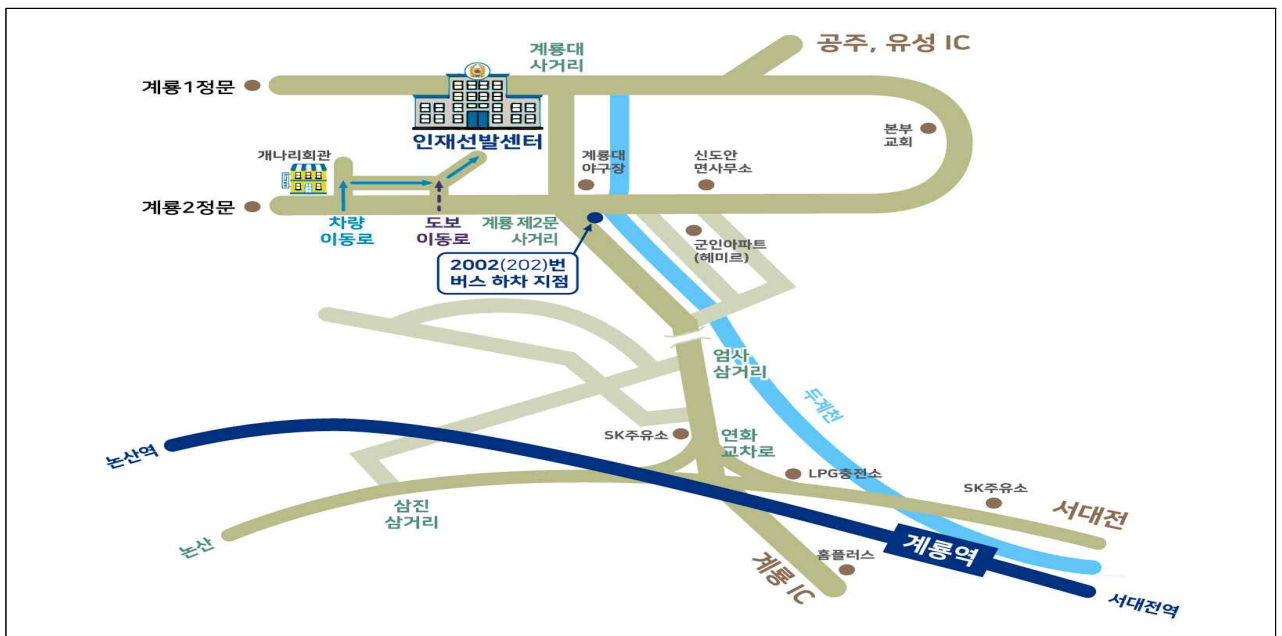 공주, 유성 IC
계룡대
사거리
계룡1정문
인재선발센터
본부
교회
개나리회관
계룡대
야구장
신도안
면사무소
계룡2정문
차량
이동로
도보
이동로
계룡 제2문
사거리
군인아파트
(헤미르)
2002(202)번
버스 하차 지점
엄사
삼거리
두계천
SK주유소
연화
교차로
논산역
LPG충전소
SK주유소
삼진
삼거리
서대전
논산
계룡역
홈플러스
계룡 IC
서대전역